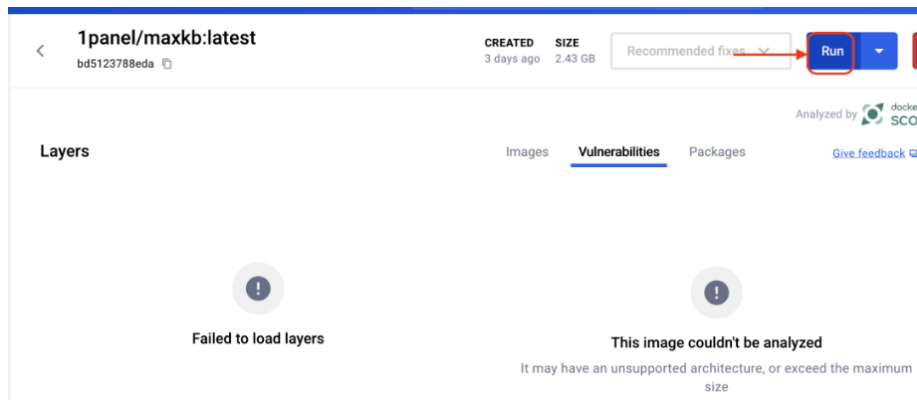 1panel/maxkb:latest
bd5123788eda
CREATED SIZE
3 days ago 2.43 GB
Recommended fixes
Run
Analyzed by
Layers
Images Vulnerabilities Packages
Give feedback
Failed to load layers
This image couldn't be analyzed
It may have an unsupported architecture, or exceed the maximum
size